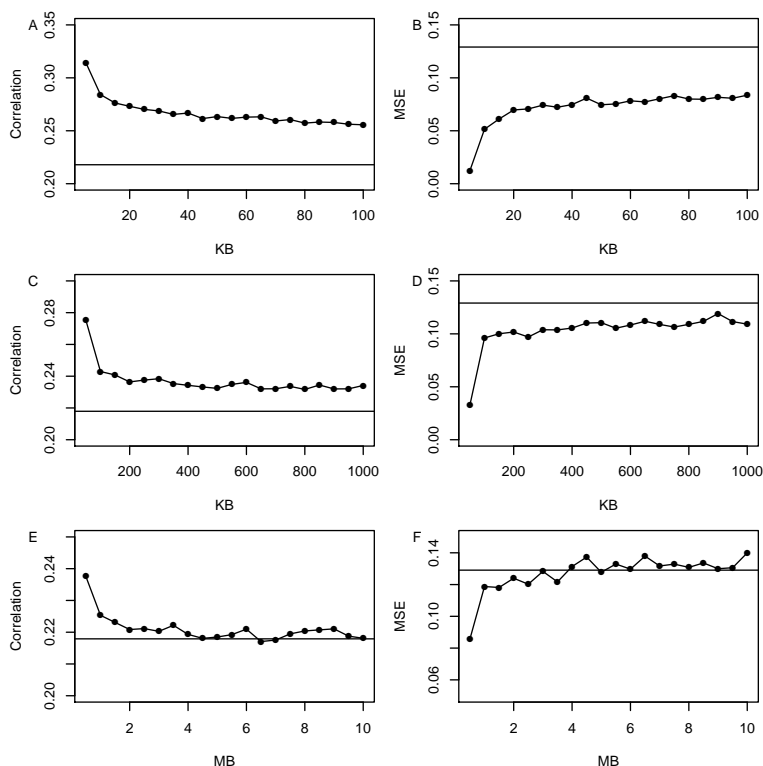 A
Correlation
0.20 0.25 0.30 0.35
20 40 60 80 100
KB
B
MSE
0.00 0.05 0.10 0.15
20 40 60 80 100
KB
C
Correlation
0.20 0.24 0.28
200 400 600 800 1000
KB
D
MSE
0.00 0.05 0.10 0.15
200 400 600 800 1000
KB
E
Correlation
0.20 0.22 0.24
2 4 6 8 10
MB
F
MSE
0.06 0.10 0.14
2 4 6 8 10
MB